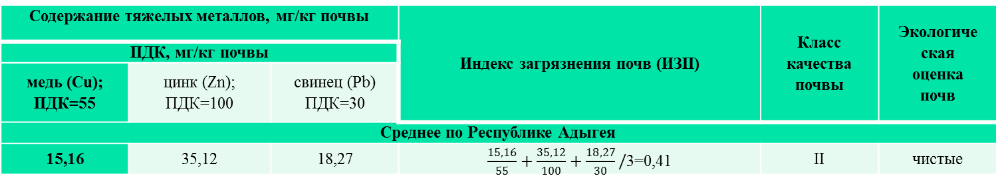 Содержание тяжелых металлов, мг/кг почвы
ПДК, мг/кг почвы
медь (Cu);
ПДК=55
цинк (Zn);
ПДК=100
свинец (Pb)
ПДК=30
Индекс загрязнения почв (ИЗП)
Класс
качества
почвы
Экологиче
ская
оценка
почв
Среднее по Республике Адыгея
15,16
35,12
18,27
15,16/55 + 35,12/100 + 18,27/30 /3=0,41
II
чистые